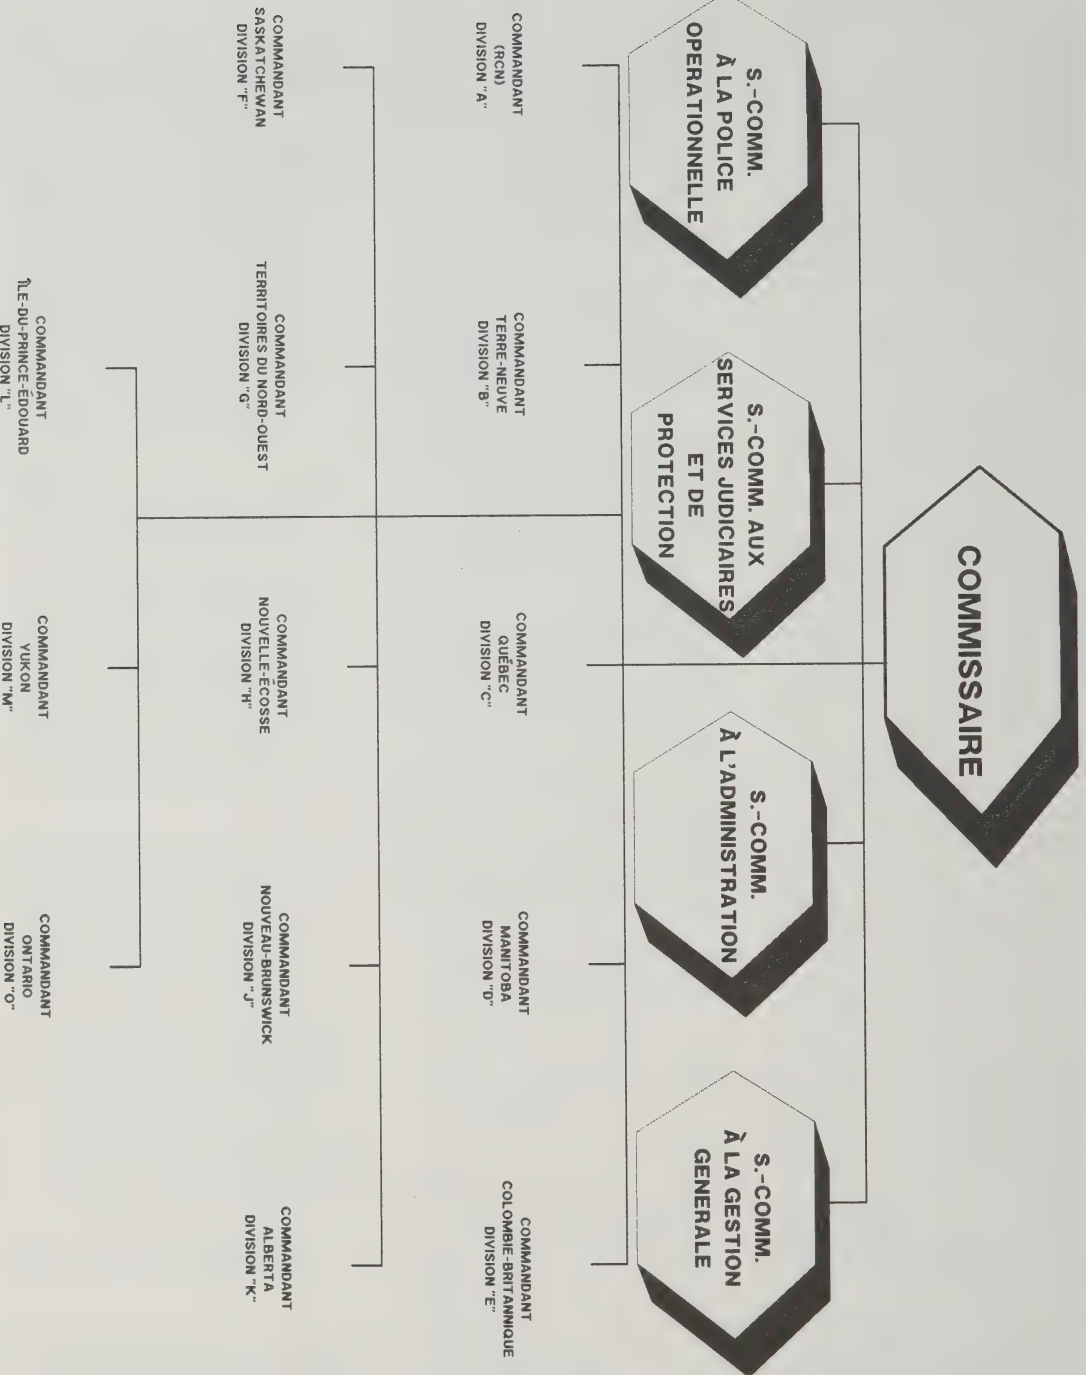 COMMISSAIRE
S.-COMM.
À LA POLICE
OPERATIONNELLE
S.-COMM. AUX
SERVICES JUDICIAIRES
ET DE
PROTECTION
S.-COMM.
À L'ADMINISTRATION
S.-COMM.
À LA GESTION
GENERALE
COMMANDANT
(RCN)
DIVISION "A"
COMMANDANT
TERRE-NEUVE
DIVISION "B"
COMMANDANT
QUÉBEC
DIVISION "C"
COMMANDANT
MANITOBA
DIVISION "D"
COMMANDANT
COLOMBIE-BRITANNIQUE
DIVISION "E"
COMMANDANT
SASKATCHEWAN
DIVISION "F"
COMMANDANT
TERRITOIRES DU NORD-OUEST
DIVISION "G"
COMMANDANT
NOUVELLE-ÉCOSSE
DIVISION "H"
COMMANDANT
NOUVEAU-BRUNSWICK
DIVISION "J"
COMMANDANT
ALBERTA
DIVISION "K"
COMMANDANT
ÎLE-DU-PRINCE-ÉDOUARD
DIVISION "L"
COMMANDANT
YUKON
DIVISION "M"
COMMANDANT
ONTARIO
DIVISION "O"